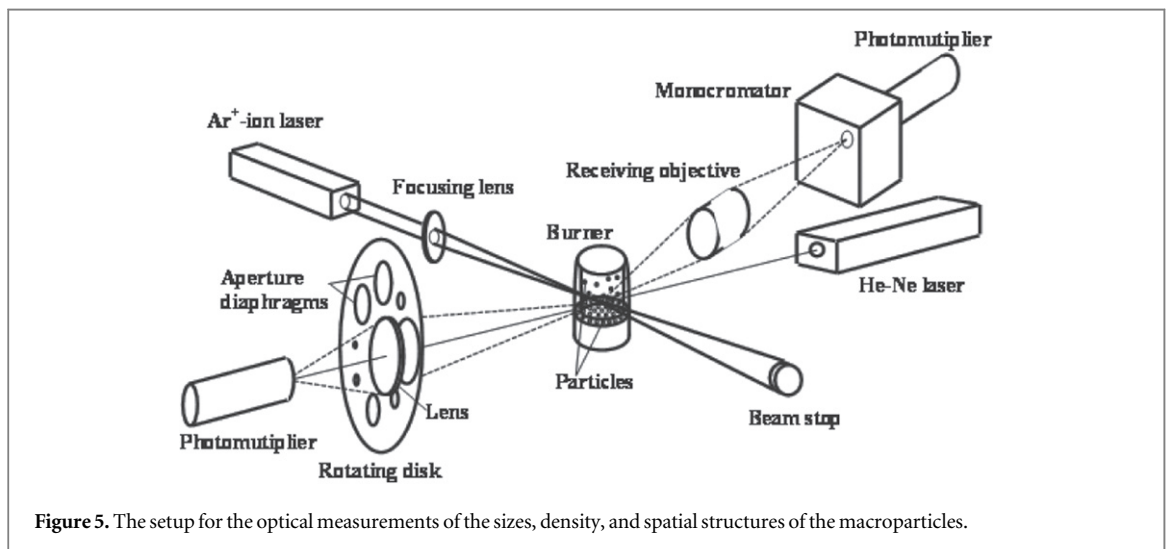 Photomutiplier
Monocromator
Ar⁺-ion laser
Receiving objective
Focusing lens
Burner
Aperture
diaphragms
He-Ne laser
Particles
Lens
Beam stop
Photomutiplier
Rotating disk
Figure 5. The setup for the optical measurements of the sizes, density, and spatial structures of the macroparticles.